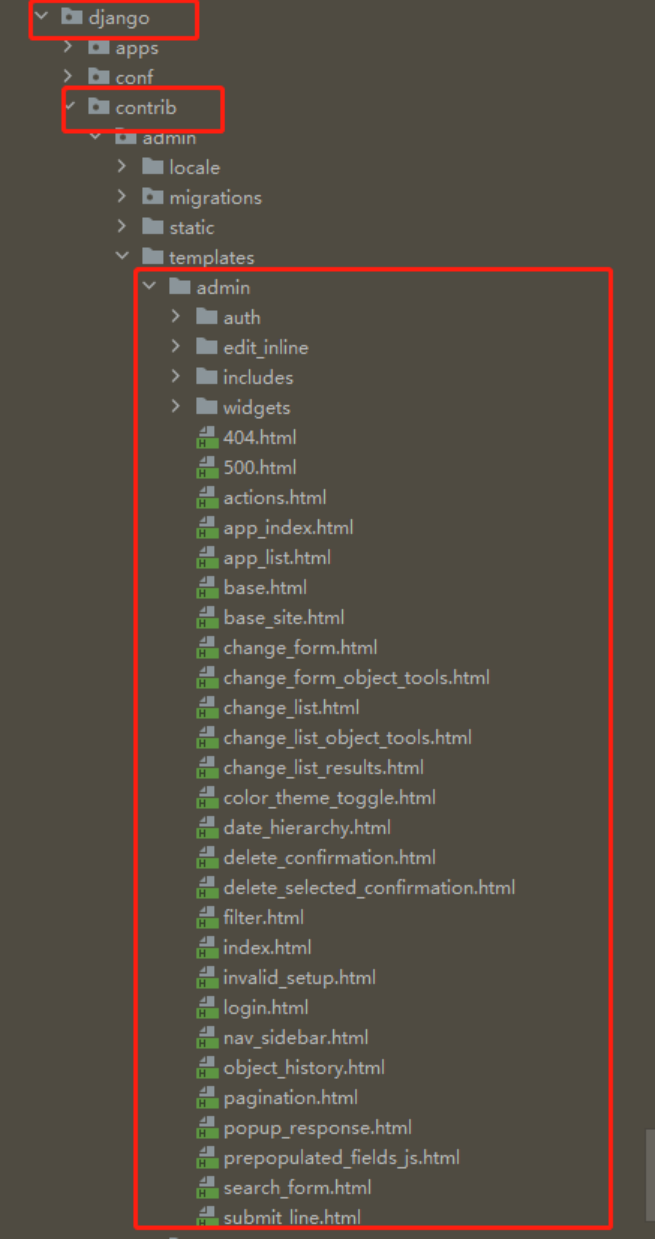 django
apps
conf
contrib
admin
locale
migrations
static
templates
admin
auth
edit_inline
includes
widgets
404.html
500.html
actions.html
app_index.html
app_list.html
base.html
base_site.html
change_form.html
change_form_object_tools.html
change_list.html
change_list_object_tools.html
change_list_results.html
color_theme_toggle.html
date_hierarchy.html
delete_confirmation.html
delete_selected_confirmation.html
filter.html
index.html
invalid_setup.html
login.html
nav_sidebar.html
object_history.html
pagination.html
popup_response.html
prepopulated_fields_js.html
search_form.html
submit_line.html